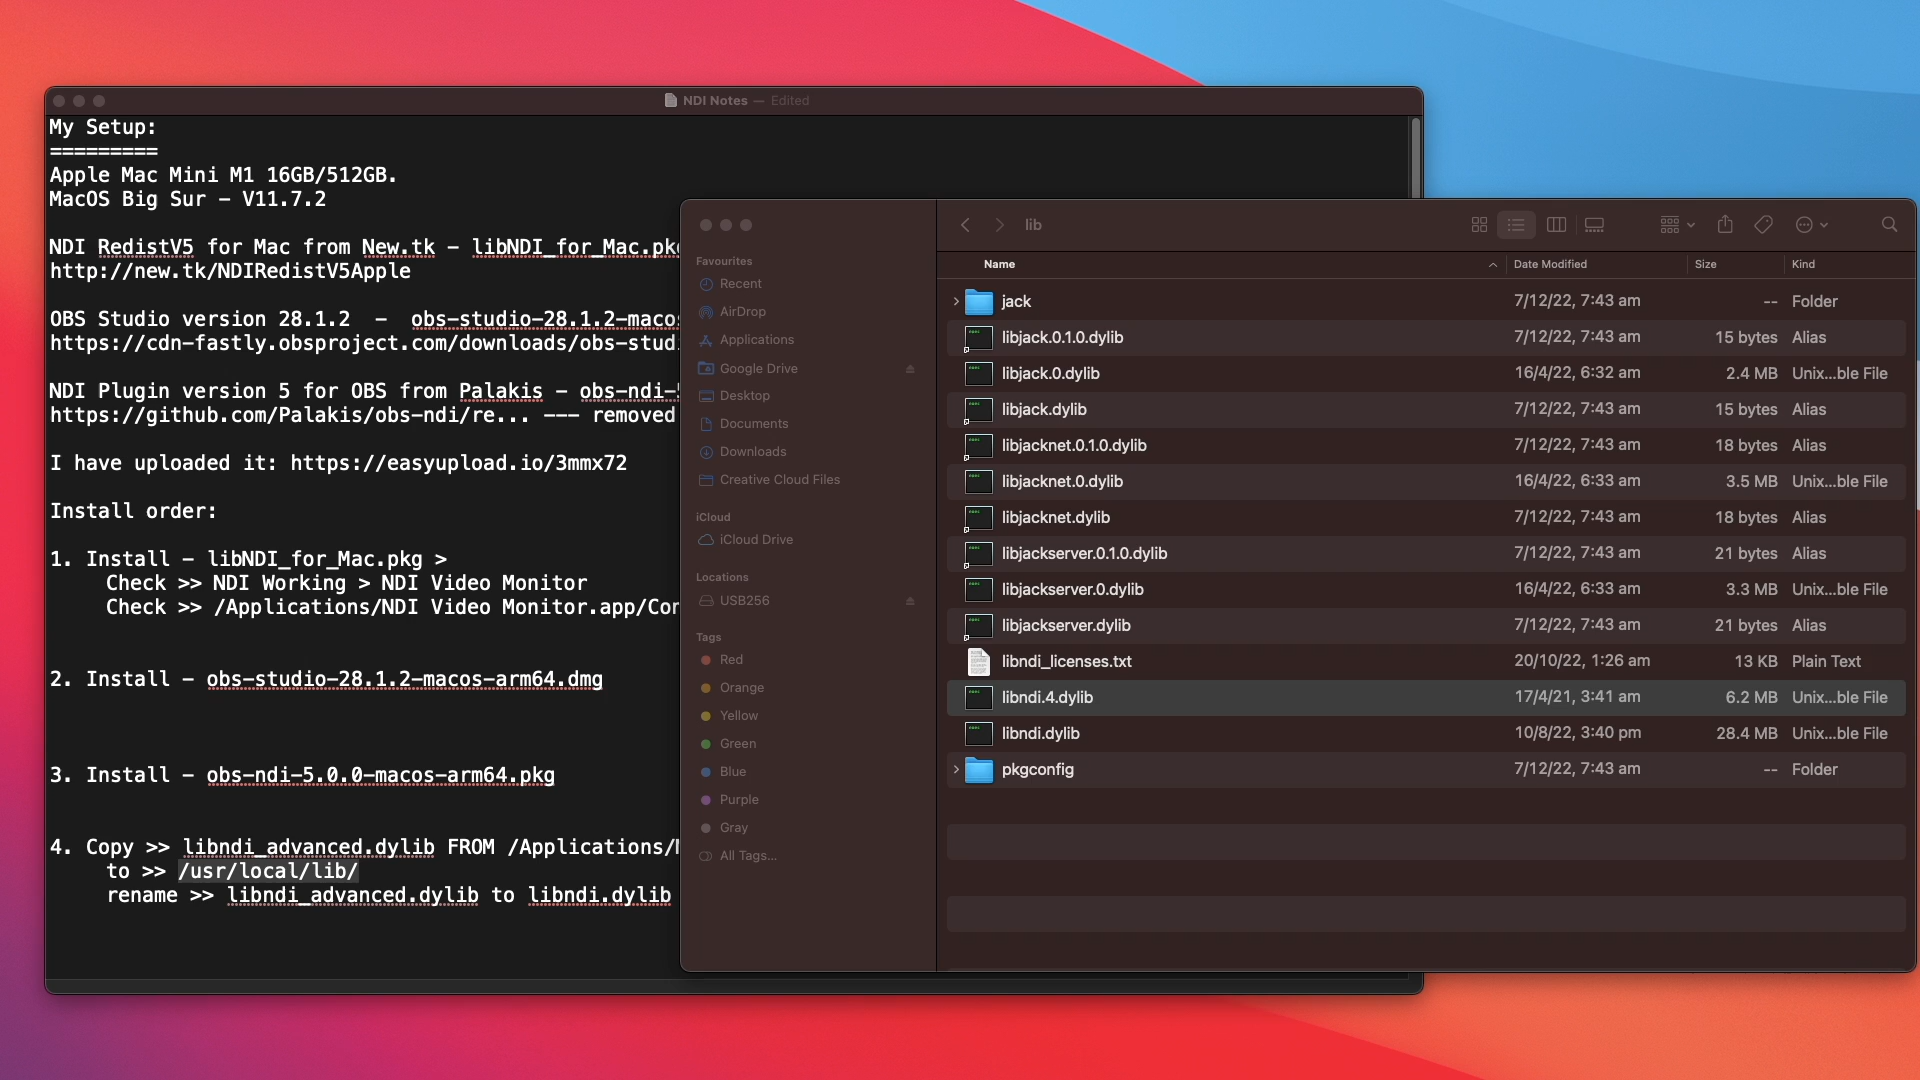 NDI Notes — Edited
My Setup:
=========
Apple Mac Mini M1 16GB/512GB.
MacOS Big Sur – V11.7.2
NDI RedistV5 for Mac from New.tk – libNDI_for_Mac.pkg
http://new.tk/NDIRedistV5Apple
OBS Studio version 28.1.2 – obs-studio-28.1.2-macos
https://cdn-fastly.obsproject.com/downloads/obs-stud
NDI Plugin version 5 for OBS from Palakis – obs-ndi-5
https://github.com/Palakis/obs-ndi/re... ––– removed
I have uploaded it: https://easyupload.io/3mmx72
Install order:
1. Install – libNDI_for_Mac.pkg >
Check >> NDI Working > NDI Video Monitor
Check >> /Applications/NDI Video Monitor.app/Con
2. Install – obs-studio-28.1.2-macos-arm64.dmg
3. Install – obs-ndi-5.0.0-macos-arm64.pkg
4. Copy >> libndi_advanced.dylib FROM /Applications/N
to >> /usr/local/lib/
rename >> libndi_advanced.dylib to libndi.dylib
lib
Favourites
Recent
AirDrop
Applications
Google Drive
Desktop
Documents
Downloads
Creative Cloud Files
iCloud
iCloud Drive
Locations
USB256
Tags
Red
Orange
Yellow
Green
Blue
Purple
Gray
All Tags...
Name Date Modified Size Kind
jack 7/12/22, 7:43 am -- Folder
libjack.0.1.0.dylib 7/12/22, 7:43 am 15 bytes Alias
libjack.0.dylib 16/4/22, 6:32 am 2.4 MB Unix...ble File
libjack.dylib 7/12/22, 7:43 am 15 bytes Alias
libjacknet.0.1.0.dylib 7/12/22, 7:43 am 18 bytes Alias
libjacknet.0.dylib 16/4/22, 6:33 am 3.5 MB Unix...ble File
libjacknet.dylib 7/12/22, 7:43 am 18 bytes Alias
libjackserver.0.1.0.dylib 7/12/22, 7:43 am 21 bytes Alias
libjackserver.0.dylib 16/4/22, 6:33 am 3.3 MB Unix...ble File
libjackserver.dylib 7/12/22, 7:43 am 21 bytes Alias
libndi_licenses.txt 20/10/22, 1:26 am 13 KB Plain Text
libndi.4.dylib 17/4/21, 3:41 am 6.2 MB Unix...ble File
libndi.dylib 10/8/22, 3:40 pm 28.4 MB Unix...ble File
pkgconfig 7/12/22, 7:43 am -- Folder